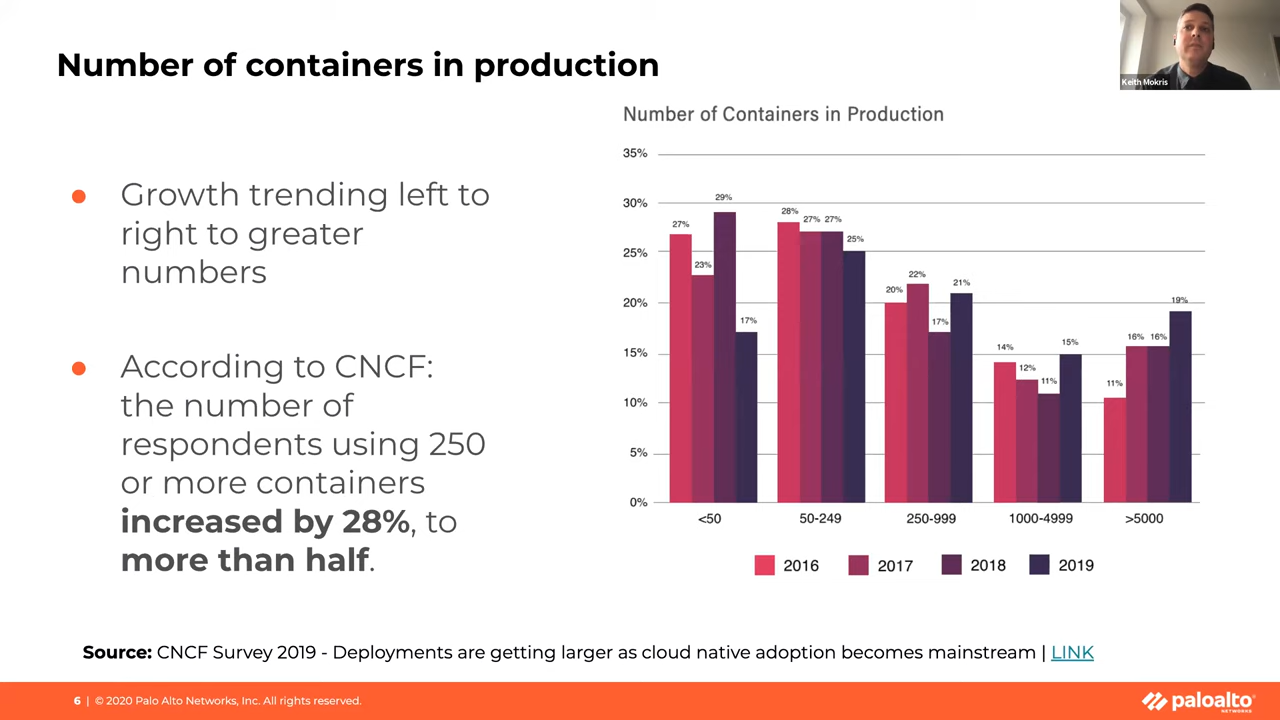 Number of containers in production
Keith Mokris
● Growth trending left to
right to greater
numbers
● According to CNCF:
the number of
respondents using 250
or more containers
increased by 28%, to
more than half.
Number of Containers in Production
35%
30%
25%
20%
15%
10%
5%
0%
27%
23%
29%
17%
28%
27%
27%
25%
20%
22%
17%
21%
14%
12%
11%
15%
11%
16%
16%
19%
<50
50-249
250-999
1000-4999
>5000
2016
2017
2018
2019
Source: CNCF Survey 2019 - Deployments are getting larger as cloud native adoption becomes mainstream | LINK
6 | © 2020 Palo Alto Networks, Inc. All rights reserved.
paloalto
NETWORKS